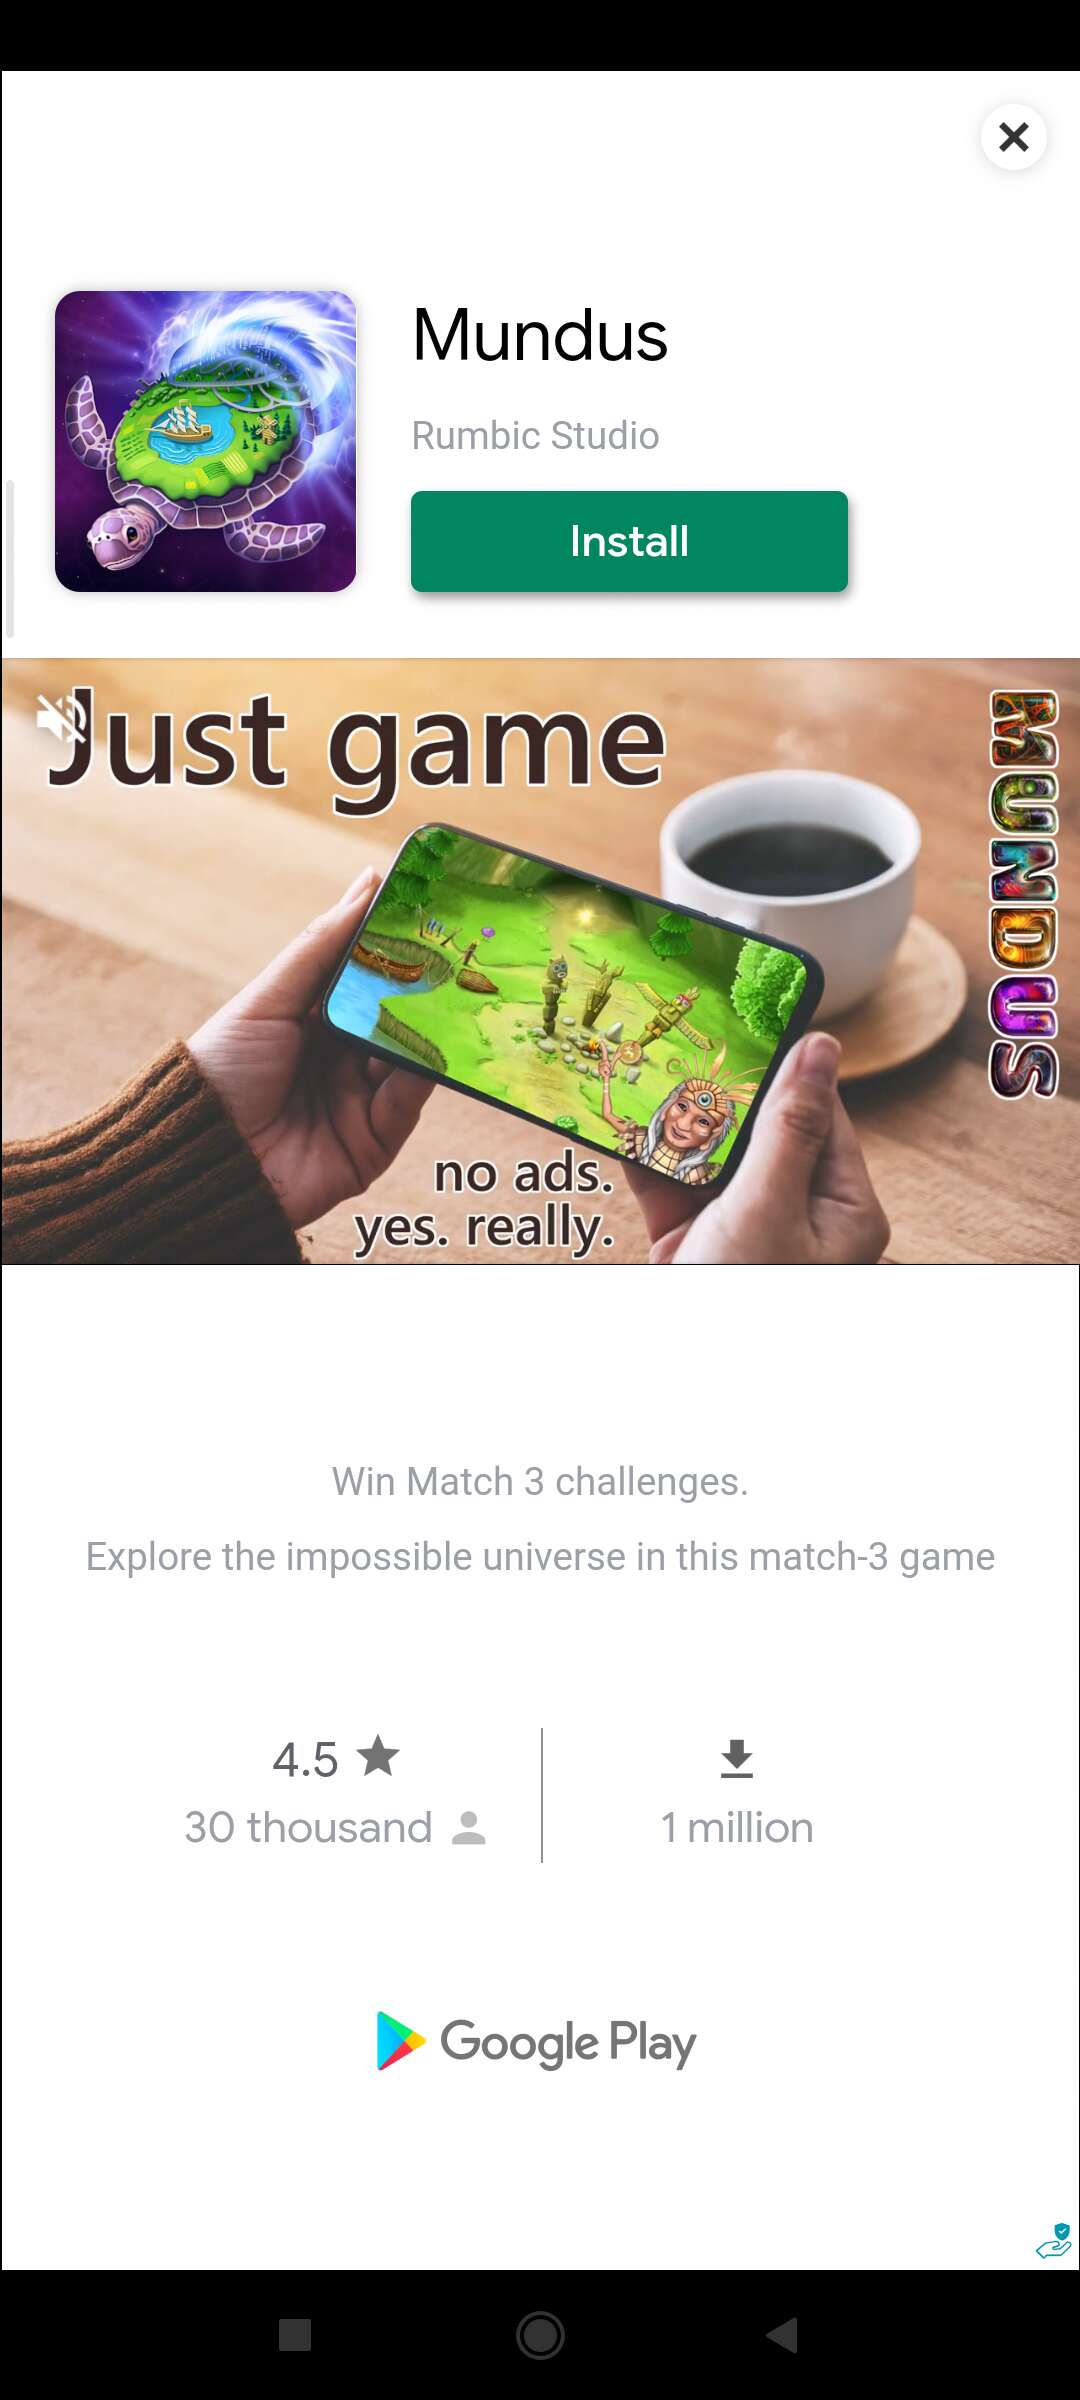 Mundus
Rumbic Studio
Install
Just game
MUNDUS
no ads.
yes. really.
Win Match 3 challenges.
Explore the impossible universe in this match-3 game
4.5
30 thousand
1 million
Google Play